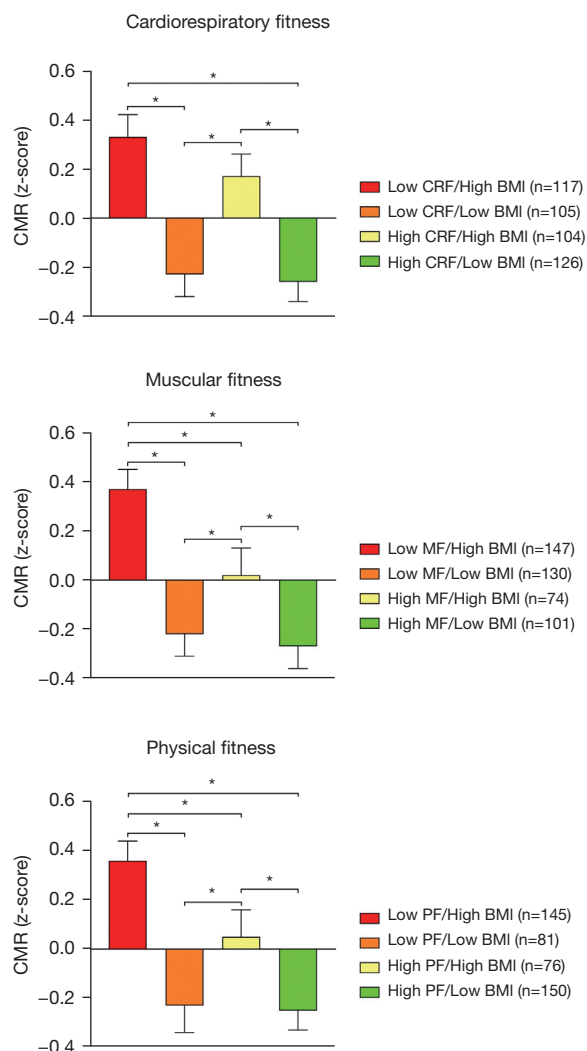 Cardiorespiratory fitness
CMR (z-score)
0.6
0.4
0.2
0.0
−0.2
−0.4
*
*
*
*
Low CRF/High BMI (n=117)
Low CRF/Low BMI (n=105)
High CRF/High BMI (n=104)
High CRF/Low BMI (n=126)
Muscular fitness
CMR (z-score)
0.6
0.4
0.2
0.0
−0.2
−0.4
*
*
*
*
*
Low MF/High BMI (n=147)
Low MF/Low BMI (n=130)
High MF/High BMI (n=74)
High MF/Low BMI (n=101)
Physical fitness
CMR (z-score)
0.6
0.4
0.2
0.0
−0.2
−0.4
*
*
*
*
*
Low PF/High BMI (n=145)
Low PF/Low BMI (n=81)
High PF/High BMI (n=76)
High PF/Low BMI (n=150)